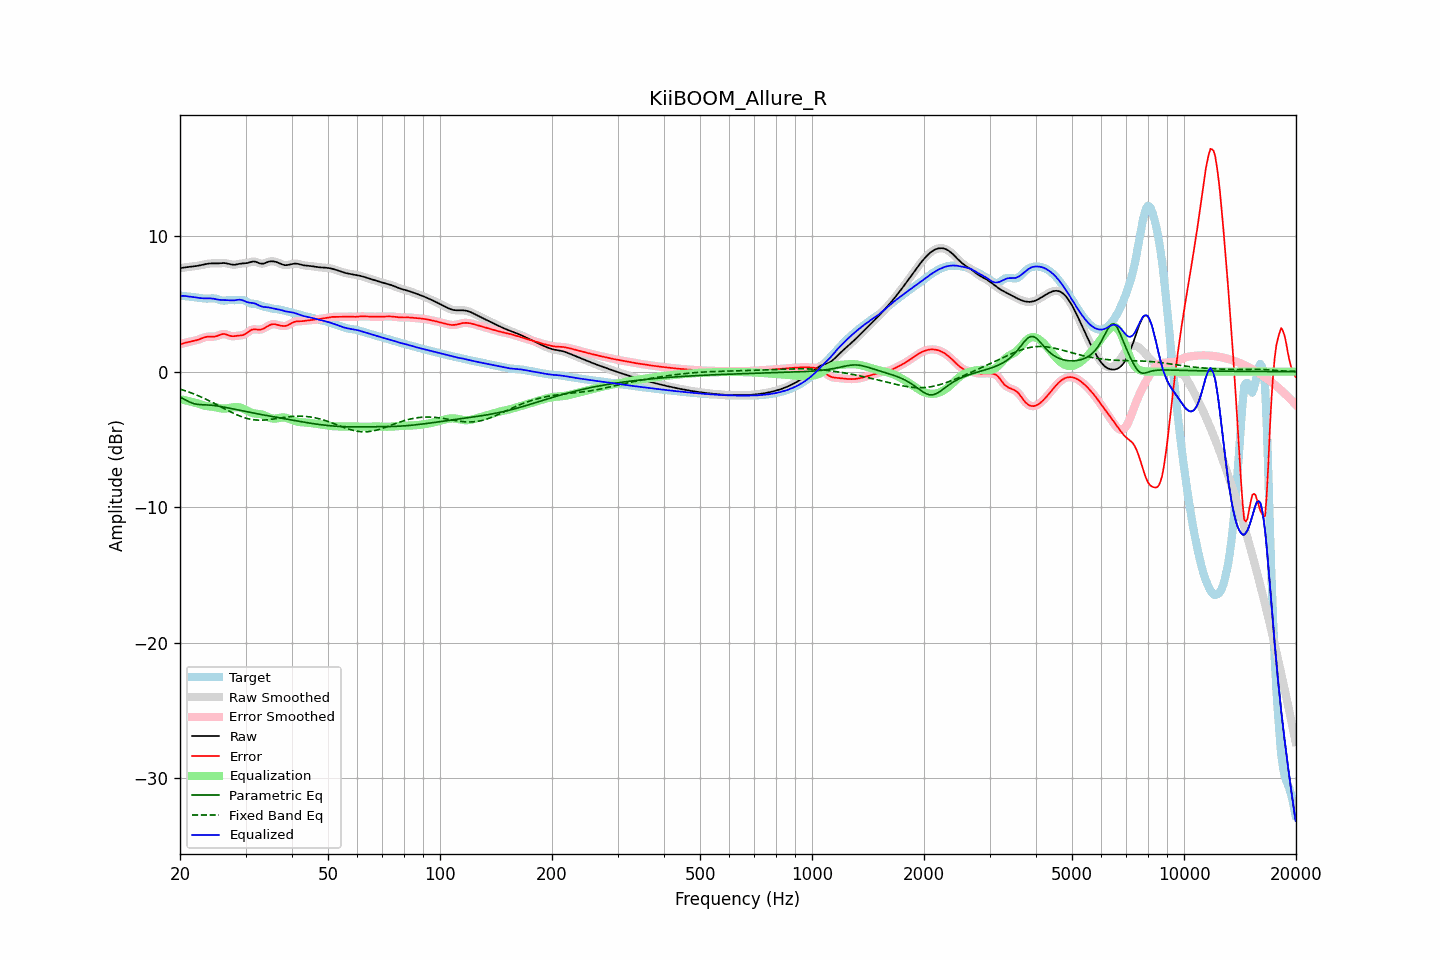 KiiBOOM_Allure_R
Amplitude (dBr)
10
0
−10
−20
−30
Target
Raw Smoothed
Error Smoothed
Raw
Error
Equalization
Parametric Eq
Fixed Band Eq
Equalized
20
50
100
200
500
1000
2000
5000
10000
20000
Frequency (Hz)